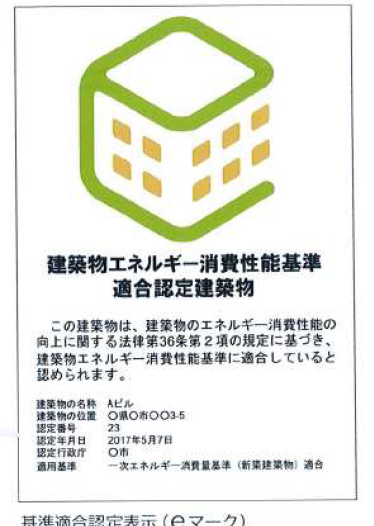 建築物エネルギー消費性能基準
適合認定建築物
この建築物は、建築物のエネルギー消費性能の
向上に関する法律第36条第2項の規定に基づき、
建築物エネルギー消費性能基準に適合していると
認められます。
建築物の名称 Aビル
建築物の位置 〇県〇市〇〇3-5
認定番号 23
認定年月日 2017年5月7日
認定行政庁 〇市
適用基準 一次エネルギー消費量基準（新築建築物）適合
基準適合認定表示（eマーク）